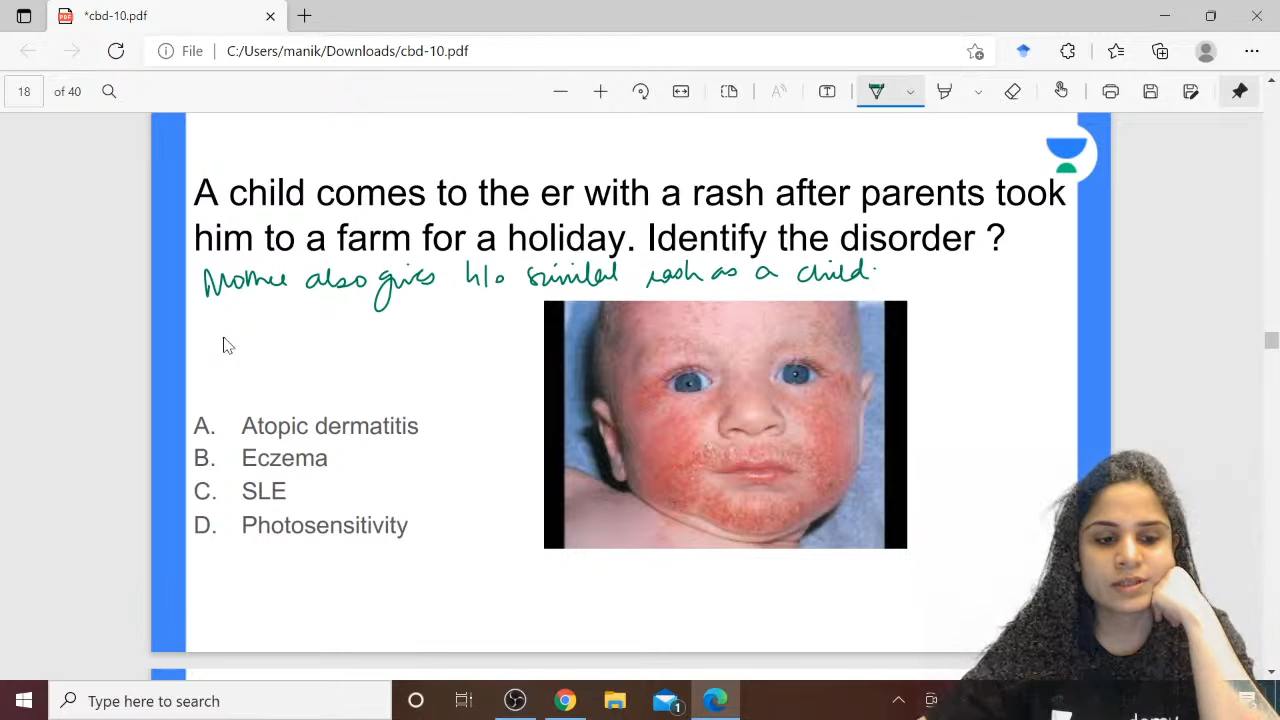 *cbd-10.pdf
File C:/Users/manik/Downloads/cbd-10.pdf
18 of 40
A child comes to the er with a rash after parents took
him to a farm for a holiday. Identify the disorder ?
Mother also gives h/o similar rash as a child.
A. Atopic dermatitis
B. Eczema
C. SLE
D. Photosensitivity
Type here to search
1